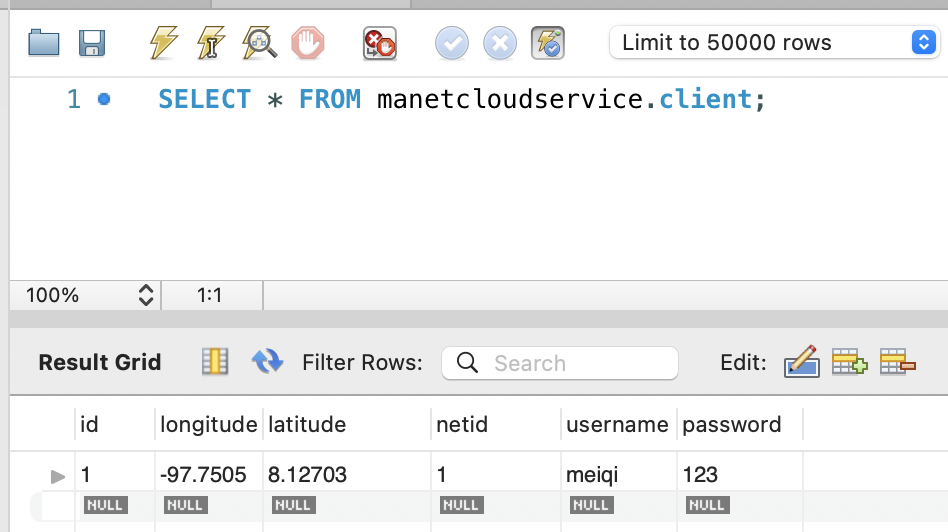 Limit to 50000 rows
1 SELECT * FROM manetcloudservice.client;
100% 1:1
Result Grid Filter Rows: Search Edit:
id longitude latitude netid username password
1 -97.7505 8.12703 1 meiqi 123
NULL NULL NULL NULL NULL NULL